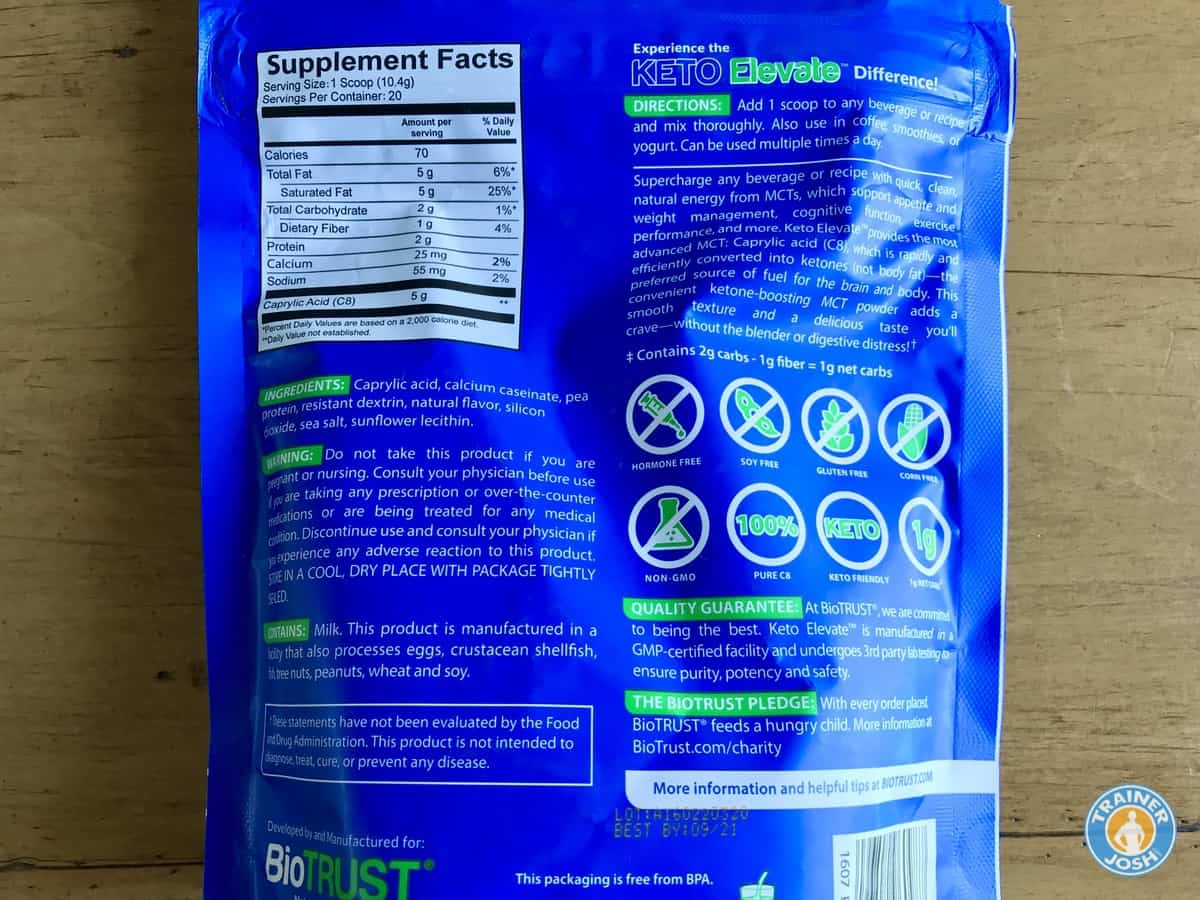 Supplement Facts
Serving Size:1 Scoop (10.4g)
Servings Per Container: 20
Amount per serving % Daily Value
Calories 70
Total Fat 5 g 6%*
Saturated Fat 5 g 25%*
Total Carbohydrate 2 g 1%*
Dietary Fiber 1 g 4%
Protein 2 g
Calcium 25 mg 2%
Sodium 55 mg 2%
Caprylic Acid (C8) 5 g **
*Percent Daily Values are based on a 2,000 calorie diet.
**Daily Value not established.
INGREDIENTS: Caprylic acid, calcium caseinate, pea
protein, resistant dextrin, natural flavor, silicon
dioxide, sea salt, sunflower lecithin.
WARNING: Do not take this product if you are
pregnant or nursing. Consult your physician before use
if you are taking any prescription or over-the-counter
medications or are being treated for any medical
condition. Discontinue use and consult your physician if
you experience any adverse reaction to this product.
STORE IN A COOL, DRY PLACE WITH PACKAGE TIGHTLY
SEALED.
CONTAINS: Milk. This product is manufactured in a
facility that also processes eggs, crustacean shellfish,
fish, tree nuts, peanuts, wheat and soy.
†These statements have not been evaluated by the Food
and Drug Administration. This product is not intended to
diagnose, treat, cure, or prevent any disease.
Developed by and Manufactured for:
BioTRUST®
Experience the
KETO Elevate™ Difference!
DIRECTIONS: Add 1 scoop to any beverage or recipe
and mix thoroughly. Also use in coffee, smoothies, or
yogurt. Can be used multiple times a day.
Supercharge any beverage or recipe with quick, clean,
natural energy from MCTs, which support appetite and
weight management, cognitive function, exercise
performance, and more. Keto Elevate™ provides the most
advanced MCT: Caprylic acid (C8), which is rapidly and
efficiently converted into ketones (not body fat)—the
preferred source of fuel for the brain and body. This
convenient ketone-boosting MCT powder adds a
smooth texture and a delicious taste you'll
crave—without the blender or digestive distress!†
‡ Contains 2g carbs - 1g fiber = 1g net carbs
HORMONE FREE SOY FREE GLUTEN FREE CORN FREE
100% KETO 1g
NON-GMO PURE C8 KETO FRIENDLY 1g NET CARB‡
QUALITY GUARANTEE: At BioTRUST®, we are committed
to being the best. Keto Elevate™ is manufactured in a
GMP-certified facility and undergoes 3rd party lab testing to
ensure purity, potency and safety.
THE BIOTRUST PLEDGE: With every order placed,
BioTRUST® feeds a hungry child. More information at
BioTrust.com/charity
More information and helpful tips at BIOTRUST.COM
LOT:A160220520
BEST BY:09/21
This packaging is free from BPA.
1607
TRAINER
JOSH